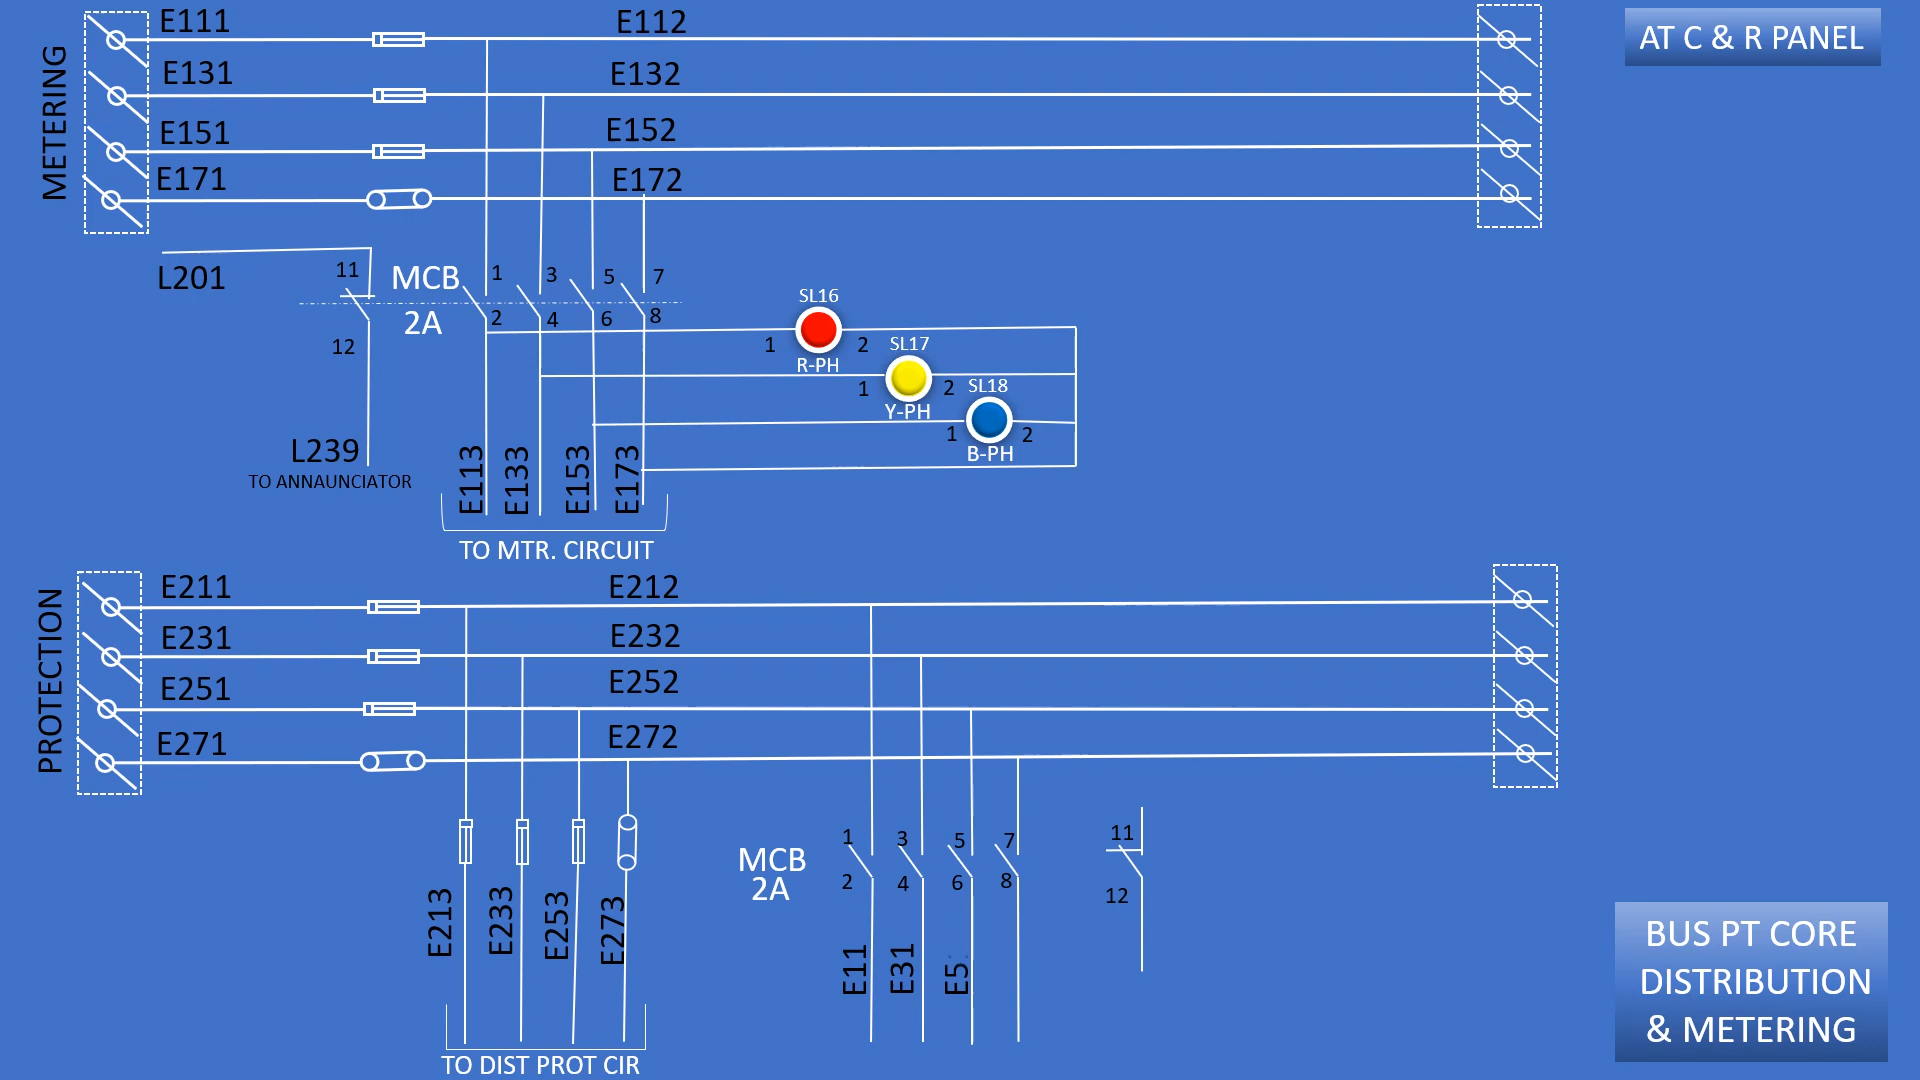 AT C & R PANEL
METERING
E111
E112
E131
E132
E151
E152
E171
E172
L201
11
12
L239
TO ANNAUNCIATOR
MCB
2A
1
3
5
7
2
4
6
8
SL16
1
2
R-PH
SL17
1
2
Y-PH
SL18
1
2
B-PH
E113
E133
E153
E173
TO MTR. CIRCUIT
PROTECTION
E211
E212
E231
E232
E251
E252
E271
E272
E213
E233
E253
E273
TO DIST PROT CIR
MCB
2A
1
3
5
7
2
4
6
8
11
12
E11
E31
BUS PT CORE
DISTRIBUTION
& METERING